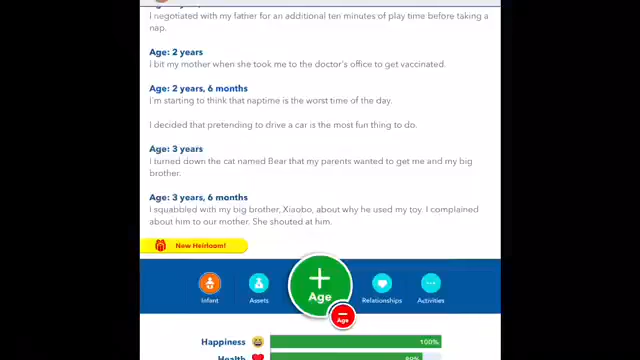 I negotiated with my father for an additional ten minutes of play time before taking a
nap.
Age: 2 years
I bit my mother when she took me to the doctor's office to get vaccinated.
Age: 2 years, 6 months
I'm starting to think that naptime is the worst time of the day.
I decided that pretending to drive a car is the most fun thing to do.
Age: 3 years
I turned down the cat named Bear that my parents wanted to get me and my big
brother.
Age: 3 years, 6 months
I squabbled with my big brother, Xiaobo, about why he used my toy. I complained
about him to our mother. She shouted at him.
New Heirloom!
Infant
Assets
Age
Relationships
Activities
Age
Happiness 100%
Health